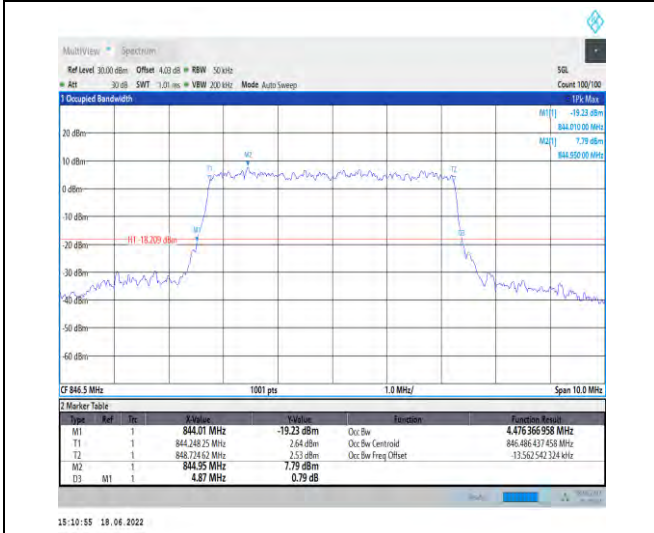 MultiView Spectrum
Ref Level 30.00 dBm Offset 4.03 dB RBW 50 kHz SGL
Att 30 dB SWT 1.01 ms VBW 200 kHz Mode Auto Sweep Count 100/100
1 Occupied Bandwidth 1Pk Max
M1[1] -19.23 dBm
844.010 00 MHz
M2[1] 7.79 dBm
844.950 00 MHz
20 dBm
10 dBm
M2
T1 T2
0 dBm
-10 dBm
M1
D3
H1 -18.209 dBm
-20 dBm
-30 dBm
-40 dBm
-50 dBm
-60 dBm
CF 846.5 MHz 1001 pts 1.0 MHz/ Span 10.0 MHz
2 Marker Table
Type Ref Trc X-Value Y-Value Function Function Result
M1 1 844.01 MHz -19.23 dBm Occ Bw 4.476 366 958 MHz
T1 1 844.248 25 MHz 2.64 dBm Occ Bw Centroid 846.486 437 458 MHz
T2 1 848.724 62 MHz 2.53 dBm Occ Bw Freq Offset -13.562 542 324 kHz
M2 1 844.95 MHz 7.79 dBm
D3 M1 1 4.87 MHz 0.79 dB
Ready
15:10:55 18.06.2022